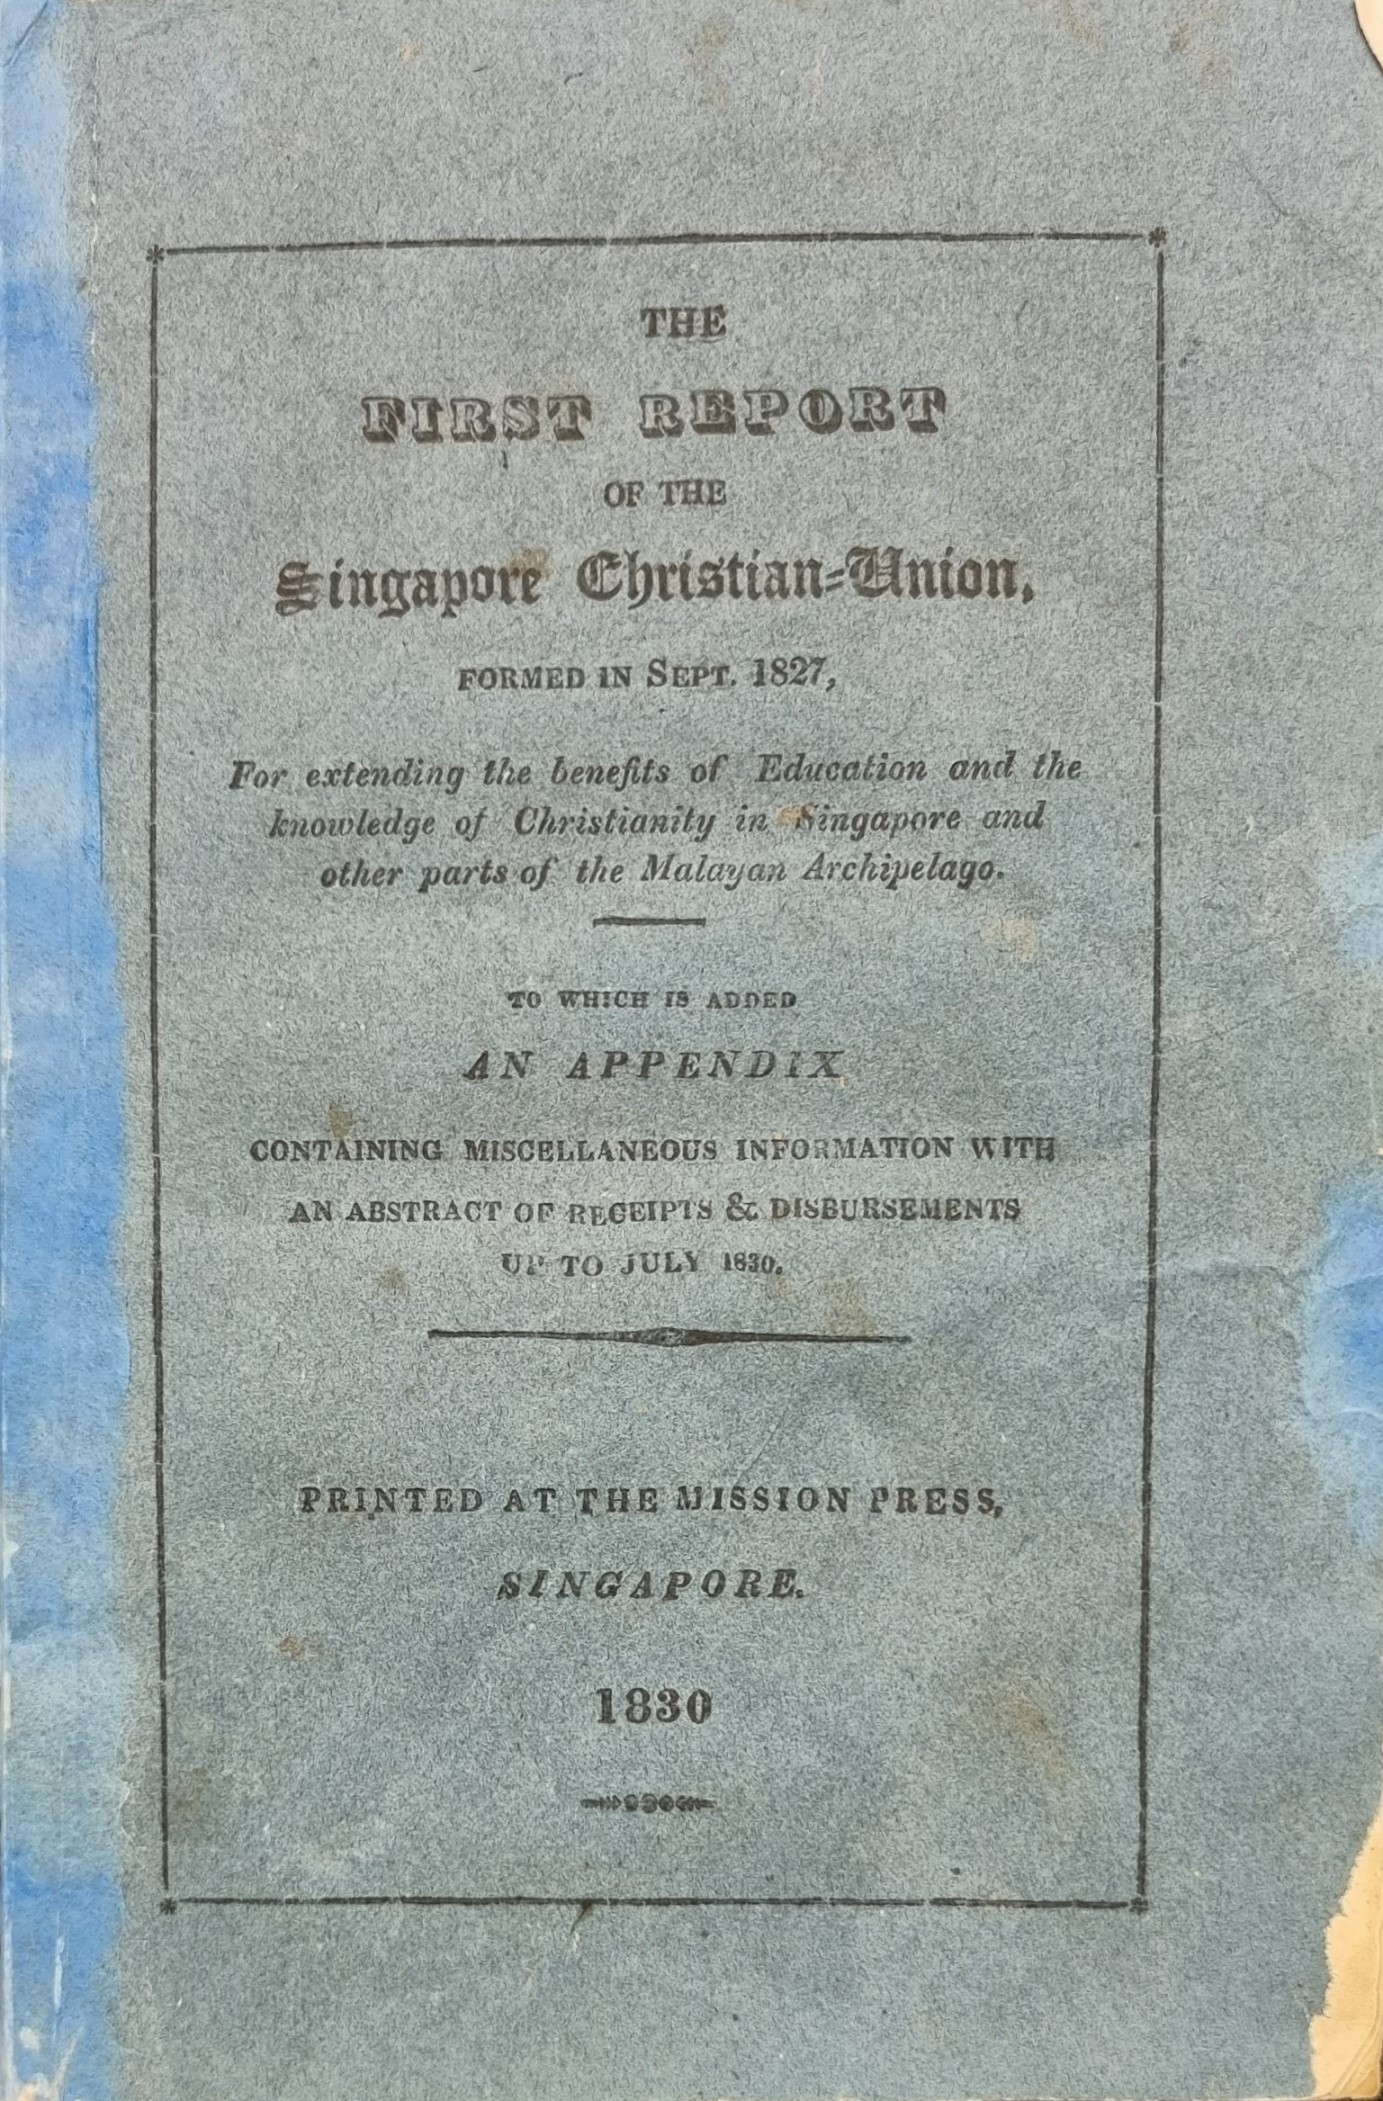 THE
FIRST REPORT
OF THE
Singapore Christian=Union,
FORMED IN SEPT. 1827,
For extending the benefits of Education and the
knowledge of Christianity in Singapore and
other parts of the Malayan Archipelago.
TO WHICH IS ADDED
AN APPENDIX
CONTAINING MISCELLANEOUS INFORMATION WITH
AN ABSTRACT OF RECEIPTS & DISBURSEMENTS
UP TO JULY 1830.
PRINTED AT THE MISSION PRESS,
SINGAPORE.
1830